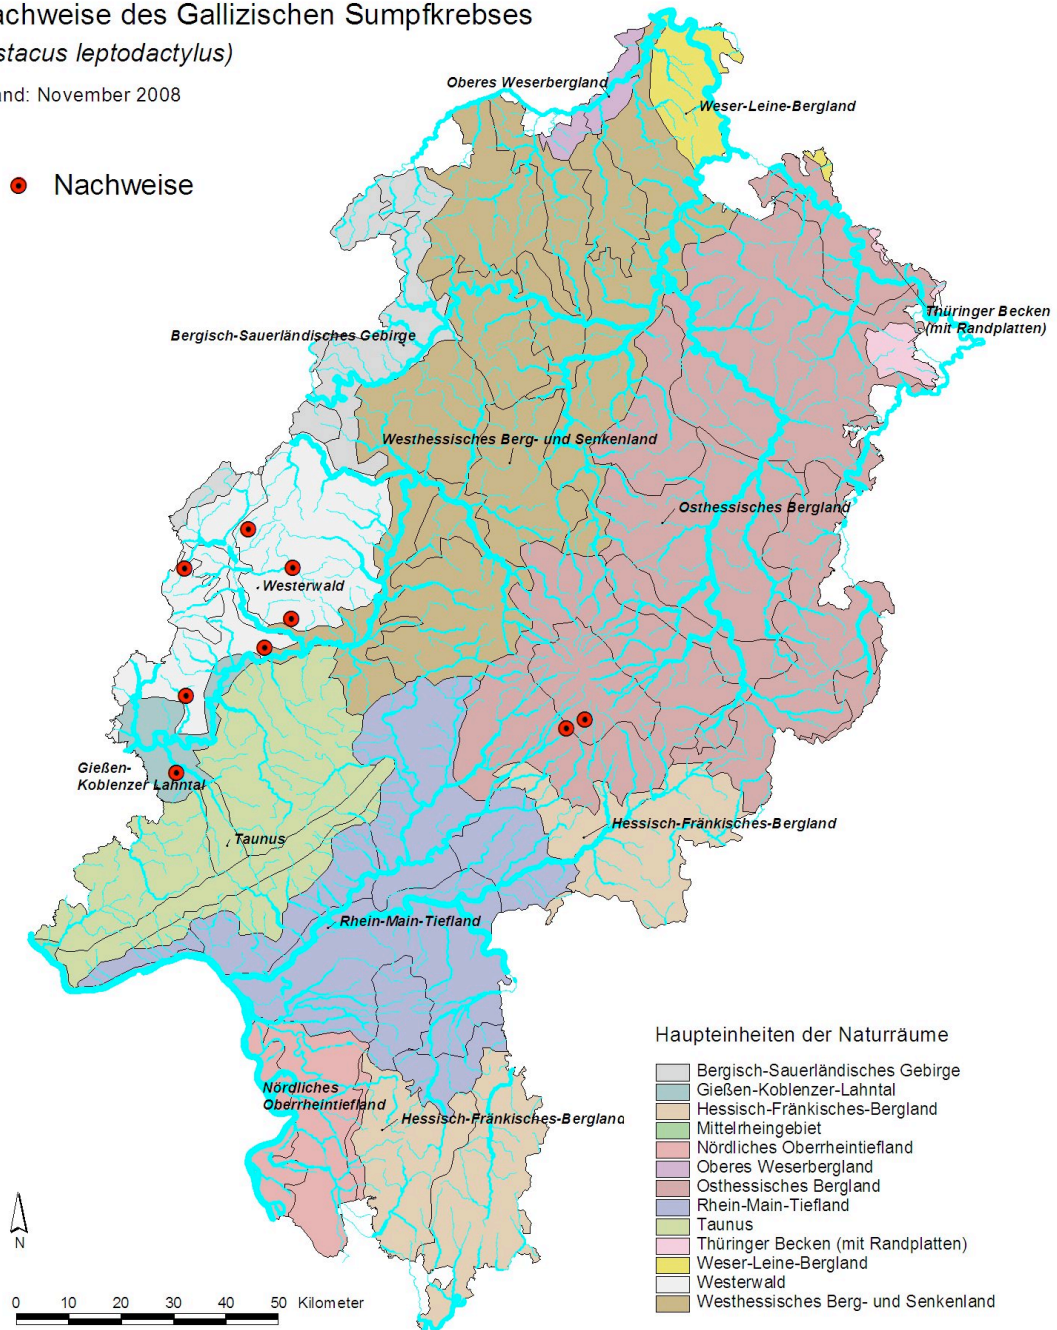 achweise des Gallizischen Sumpfkrebses
stacus leptodactylus)
and: November 2008
Nachweise
Oberes Weserbergland
Weser-Leine-Bergland
Thüringer Becken
(mit Randplatten)
Bergisch-Sauerländisches Gebirge
Westhessisches Berg- und Senkenland
Osthessisches Bergland
Westerwald
Gießen-
Koblenzer Lahntal
Taunus
Hessisch-Fränkisches-Bergland
Rhein-Main-Tiefland
Nördliches
Oberrheintiefland
Hessisch-Fränkisches-Bergland
Haupteinheiten der Naturräume
Bergisch-Sauerländisches Gebirge
Gießen-Koblenzer-Lahntal
Hessisch-Fränkisches-Bergland
Mittelrheingebiet
Nördliches Oberrheintiefland
Oberes Weserbergland
Osthessisches Bergland
Rhein-Main-Tiefland
Taunus
Thüringer Becken (mit Randplatten)
Weser-Leine-Bergland
Westerwald
Westhessisches Berg- und Senkenland
N
0 10 20 30 40 50 Kilometer